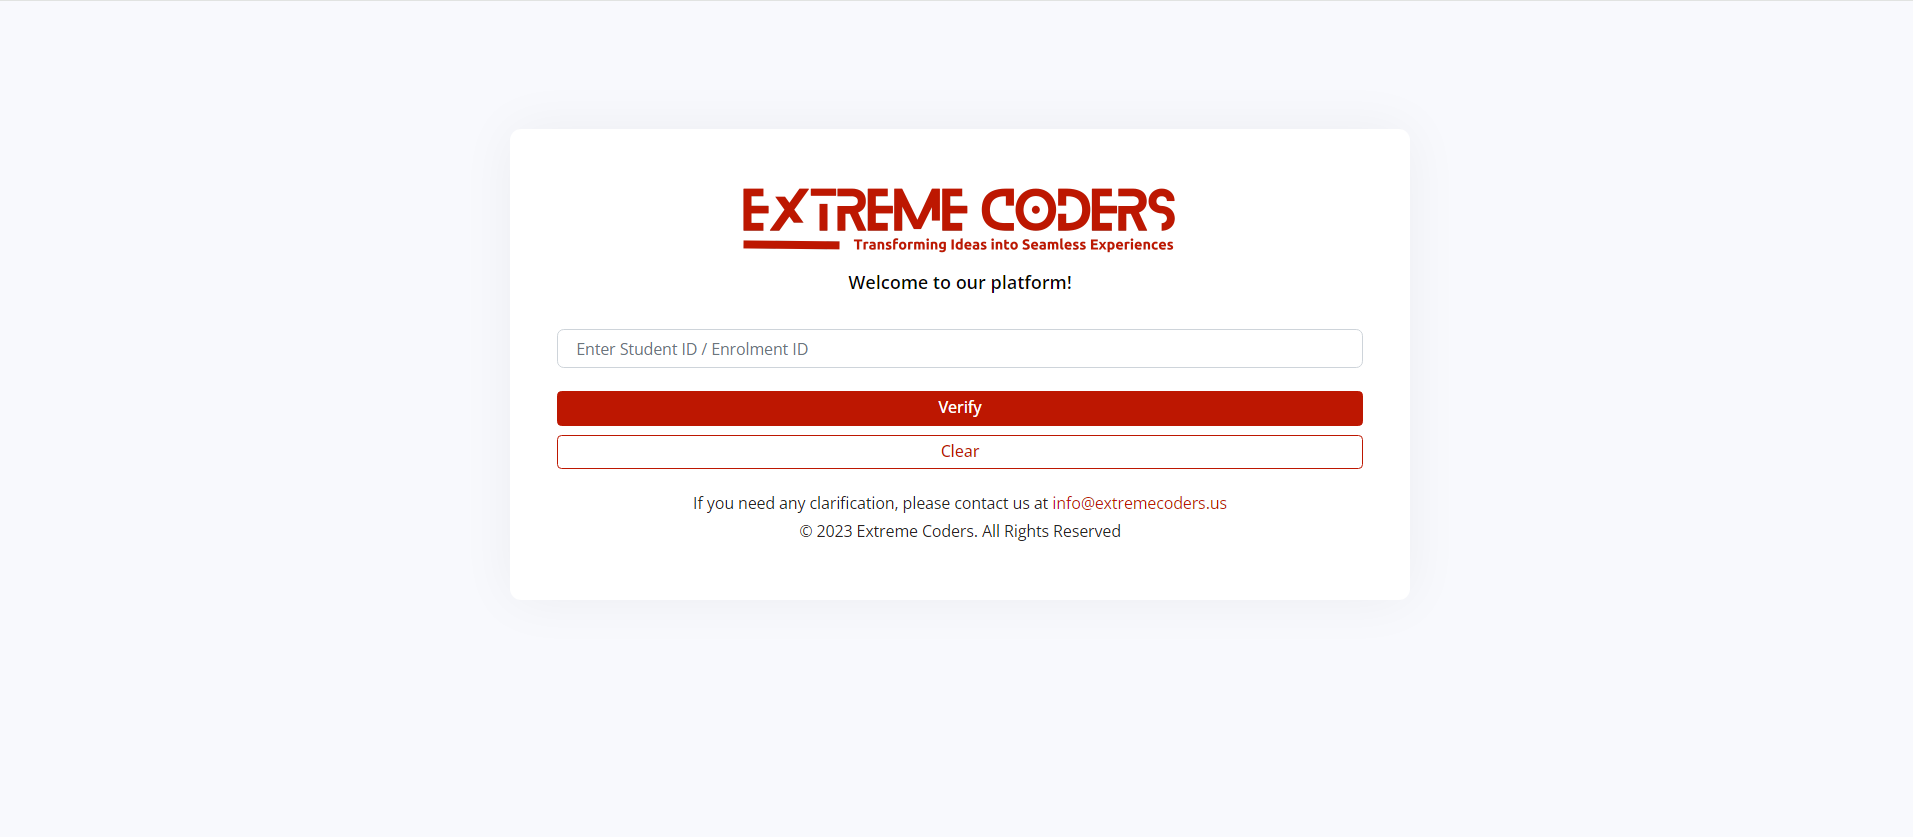 EXTREME CODERS
Transforming Ideas into Seamless Experiences
Welcome to our platform!
Enter Student ID / Enrolment ID
Verify
Clear
If you need any clarification, please contact us at info@extremecoders.us
© 2023 Extreme Coders. All Rights Reserved